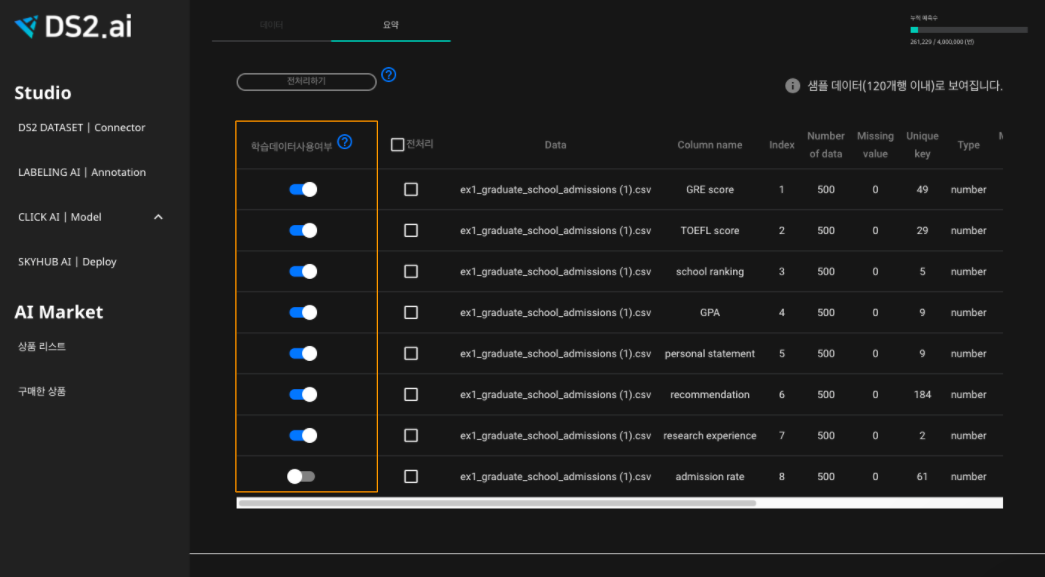 DS2.ai
Studio
DS2 DATASET | Connector
LABELING AI | Annotation
CLICK AI | Model
SKYHUB AI | Deploy
AI Market
상품 리스트
구매한 상품
데이터
요약
누적 예측수
261,229 / 4,000,000 (번)
전처리하기 ?
샘플 데이터(120개행 이내)로 보여집니다.
학습데이터사용여부 ? 전처리 Data Column name Index Number of data Missing value Unique key Type
ex1_graduate_school_admissions (1).csv GRE score 1 500 0 49 number
ex1_graduate_school_admissions (1).csv TOEFL score 2 500 0 29 number
ex1_graduate_school_admissions (1).csv school ranking 3 500 0 5 number
ex1_graduate_school_admissions (1).csv GPA 4 500 0 9 number
ex1_graduate_school_admissions (1).csv personal statement 5 500 0 9 number
ex1_graduate_school_admissions (1).csv recommendation 6 500 0 184 number
ex1_graduate_school_admissions (1).csv research experience 7 500 0 2 number
ex1_graduate_school_admissions (1).csv admission rate 8 500 0 61 number